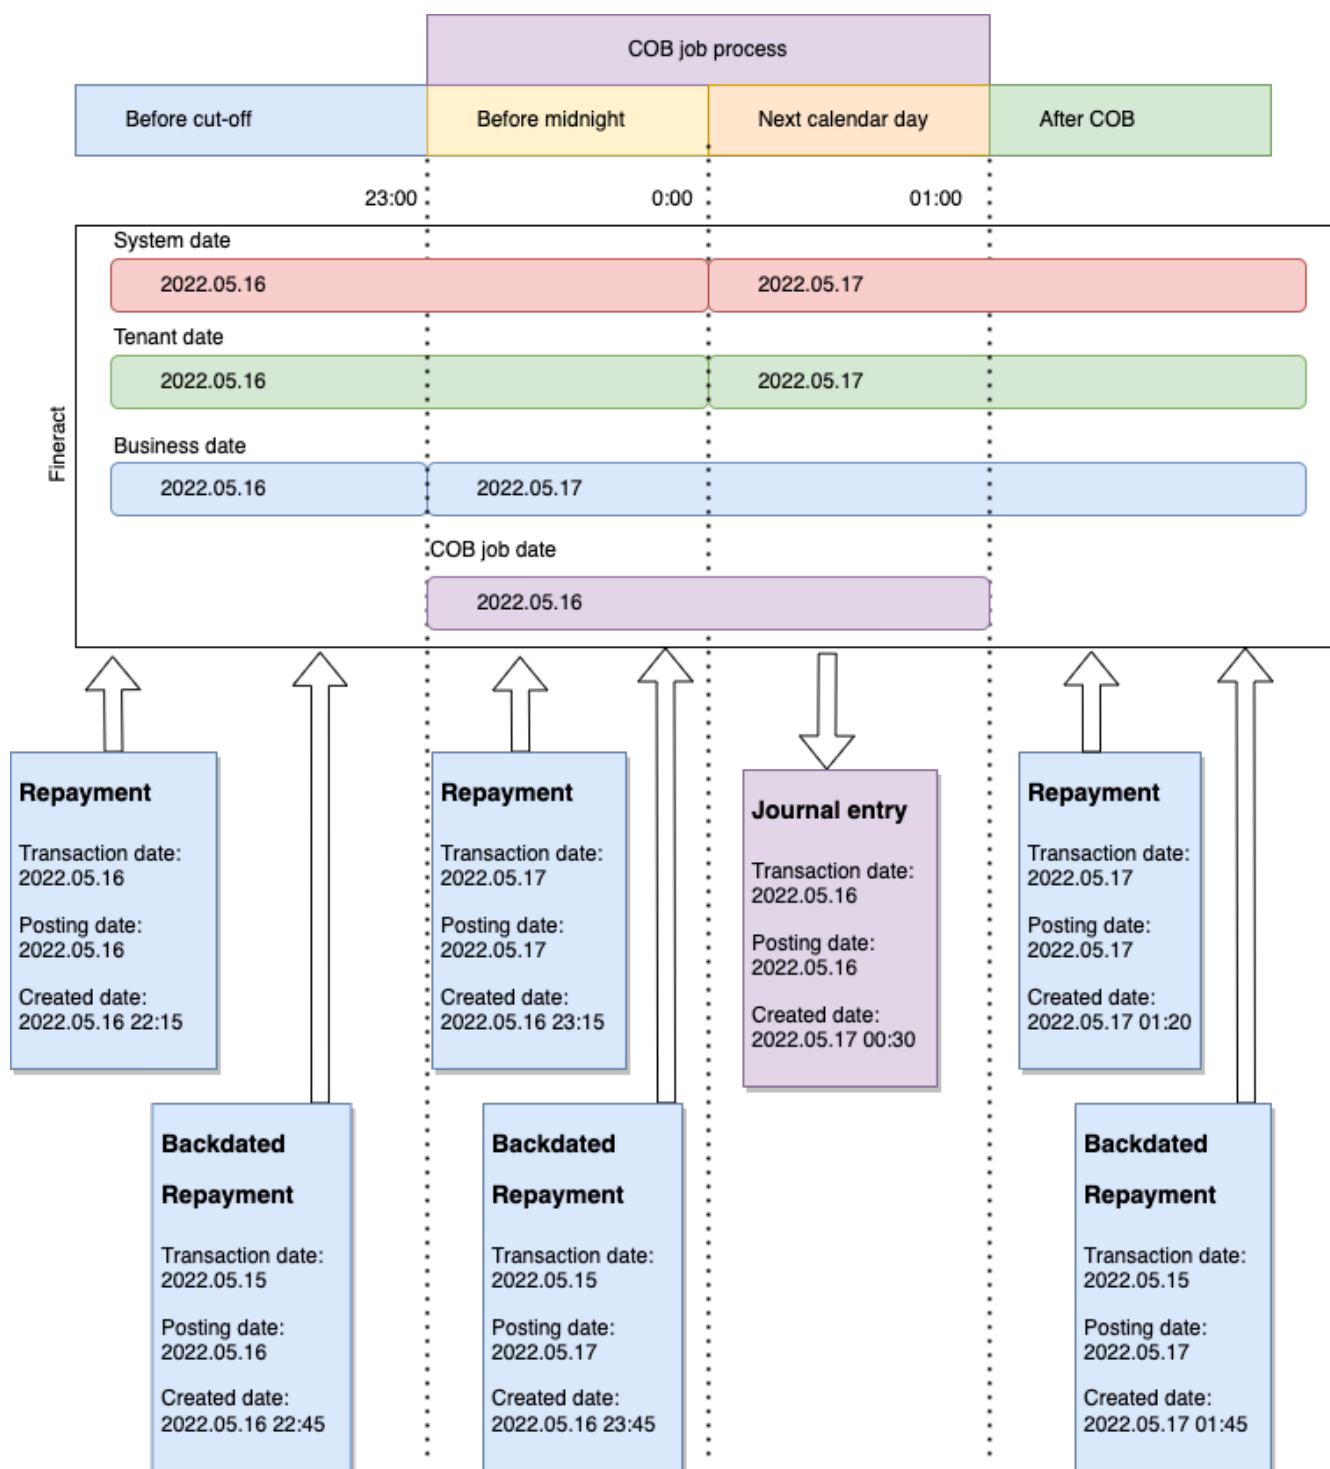 COB job process
Before cut-off
Before midnight
Next calendar day
After COB
23:00
0:00
01:00
Fineract
System date
2022.05.16
2022.05.17
Tenant date
2022.05.16
2022.05.17
Business date
2022.05.16
2022.05.17
COB job date
2022.05.16
Repayment
Transaction date:
2022.05.16
Posting date:
2022.05.16
Created date:
2022.05.16 22:15
Backdated
Repayment
Transaction date:
2022.05.15
Posting date:
2022.05.16
Created date:
2022.05.16 22:45
Repayment
Transaction date:
2022.05.17
Posting date:
2022.05.17
Created date:
2022.05.16 23:15
Backdated
Repayment
Transaction date:
2022.05.15
Posting date:
2022.05.17
Created date:
2022.05.16 23:45
Journal entry
Transaction date:
2022.05.16
Posting date:
2022.05.16
Created date:
2022.05.17 00:30
Repayment
Transaction date:
2022.05.17
Posting date:
2022.05.17
Created date:
2022.05.17 01:20
Backdated
Repayment
Transaction date:
2022.05.15
Posting date:
2022.05.17
Created date:
2022.05.17 01:45